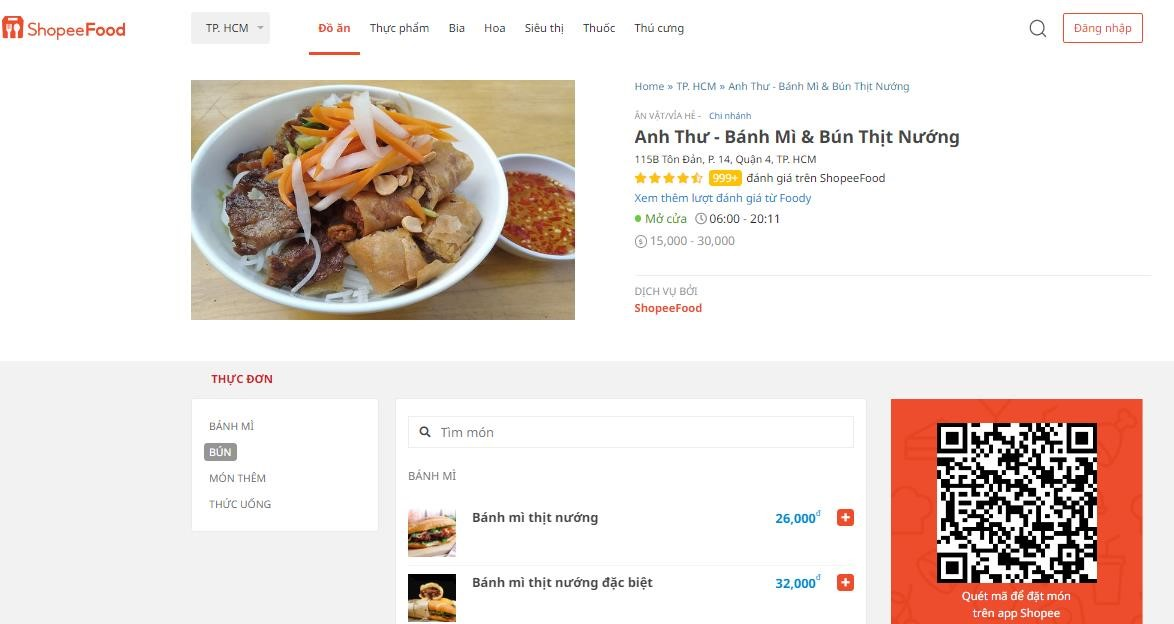 ShopeeFood
TP. HCM
Đồ ăn Thực phẩm Bia Hoa Siêu thị Thuốc Thú cưng
Đăng nhập
Home » TP. HCM » Anh Thư - Bánh Mì & Bún Thịt Nướng
ĂN VẶT/VỈA HÈ - Chi nhánh
Anh Thư - Bánh Mì & Bún Thịt Nướng
115B Tôn Đản, P. 14, Quận 4, TP. HCM
999+ đánh giá trên ShopeeFood
Xem thêm lượt đánh giá từ Foody
Mở cửa 06:00 - 20:11
15,000 - 30,000
DỊCH VỤ BỞI
ShopeeFood
THỰC ĐƠN
BÁNH MÌ
BÚN
MÓN THÊM
THỨC UỐNG
Tìm món
BÁNH MÌ
Bánh mì thịt nướng 26,000đ
Bánh mì thịt nướng đặc biệt 32,000đ
Quét mã để đặt món
trên app Shopee